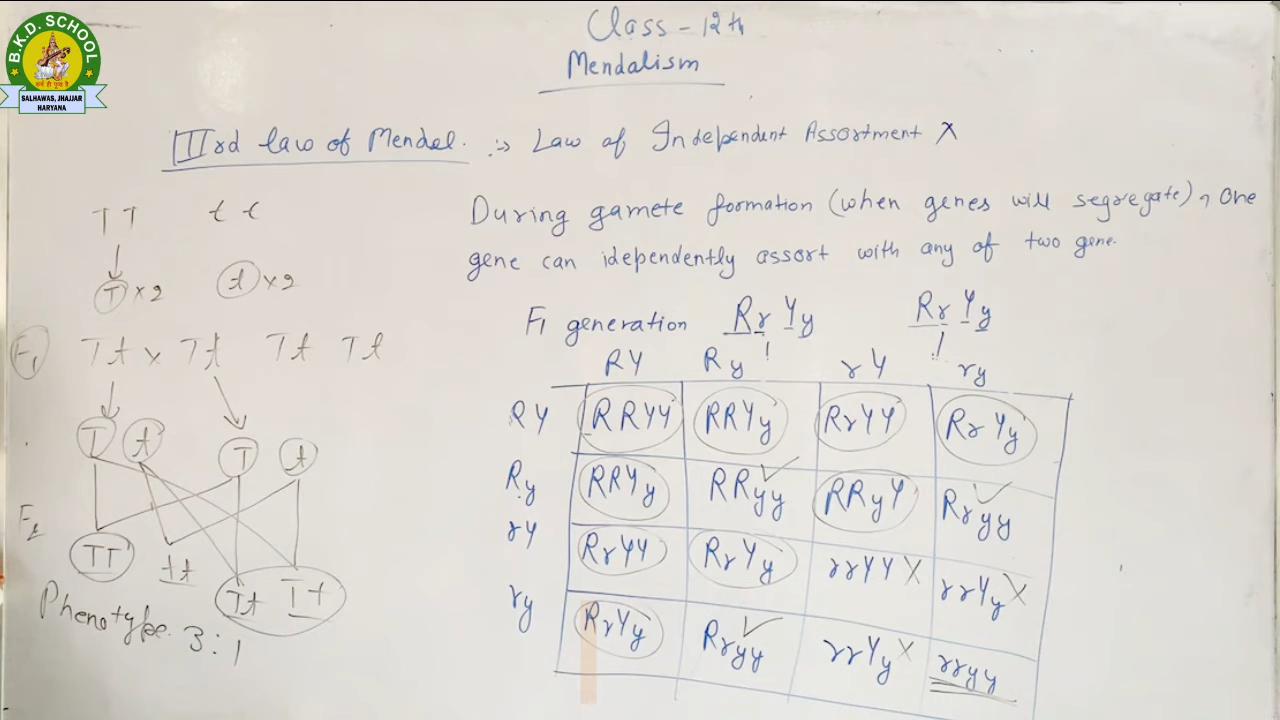 B.K.D. SCHOOL
SALHAWAS, JHAJJAR
HARYANA
Class - 12th
Mendalism
IIIrd law of Mendel. :-> Law of Independent Assortment X
During gamete formation (when genes will segregate), one
gene can idependently assort with any of two gene.
TT tt
T x2 t x2
F1 Tt x Tt Tt Tt
T t T t
F2
TT tt Tt Tt
Phenotype. 3:1
F1 generation RrYy RrYy
RY Ry rY ry
RY RRYY RRYy RrYY RrYy
Ry RRYy RRyy RRyY Rryy
rY RrYY RrYy rrYY X rrYy X
ry RrYy Rryy rrYy X rryy